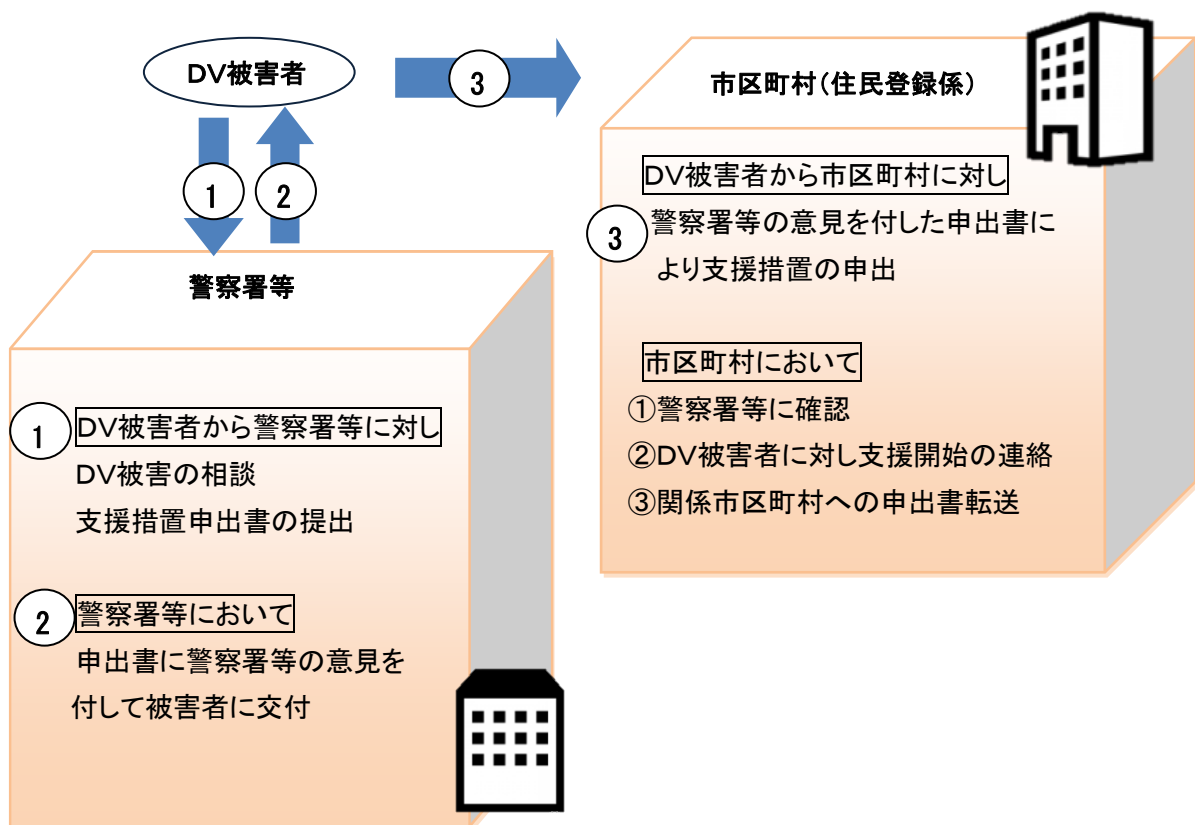 DV被害者
1
2
3
市区町村(住民登録係)
DV被害者から市区町村に対し
3 警察署等の意見を付した申出書に
より支援措置の申出
市区町村において
①警察署等に確認
②DV被害者に対し支援開始の連絡
③関係市区町村への申出書転送
警察署等
1 DV被害者から警察署等に対し
DV被害の相談
支援措置申出書の提出
2 警察署等において
申出書に警察署等の意見を
付して被害者に交付